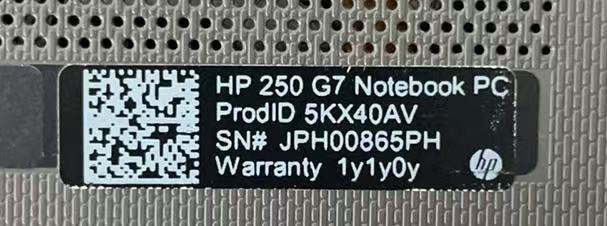 HP 250 G7 Notebook PC
ProdID 5KX40AV
SN# JPH00865PH
Warranty 1y1y0y
hp